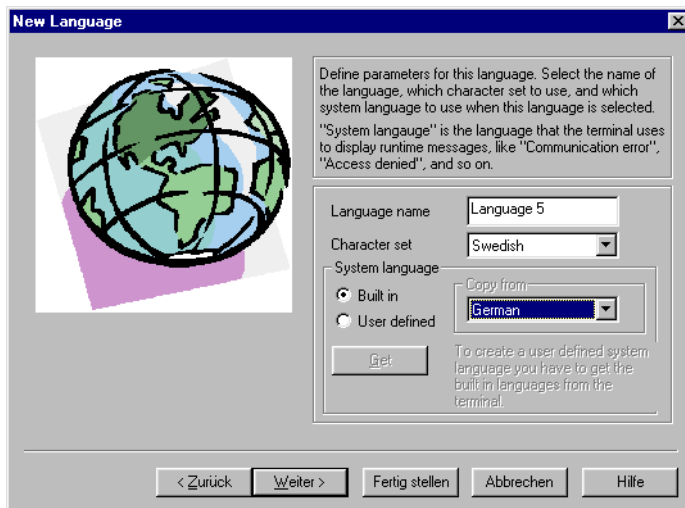 New Language
Define parameters for this language. Select the name of
the language, which character set to use, and which
system language to use when this language is selected.
"System langauge" is the language that the terminal uses
to display runtime messages, like "Communication error",
"Access denied", and so on.
Language name
Language 5
Character set
Swedish
System language
Built in
User defined
Copy from
German
Get
To create a user defined system
language you have to get the
built in languages from the
terminal.
< Zurück
Weiter >
Fertig stellen
Abbrechen
Hilfe